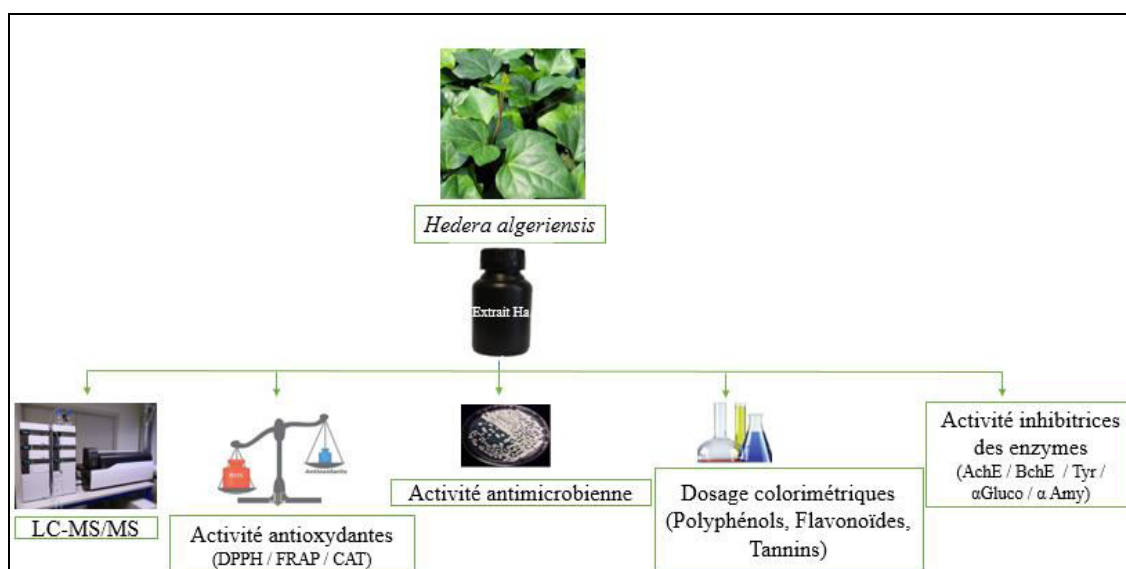 Hedera algeriensis
Extrait Ha
LC-MS/MS
Antioxidants
Activité antioxydantes
(DPPH / FRAP / CAT)
Activité antimicrobienne
Dosage colorimétriques
(Polyphénols, Flavonoïdes,
Tannins)
Activité inhibitrices
des enzymes
(AchE / BchE / Tyr /
αGluco / α Amy)